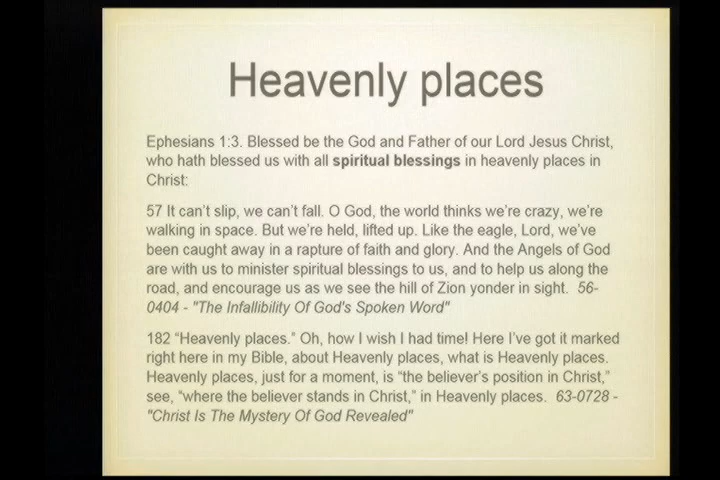 Heavenly places
Ephesians 1:3. Blessed be the God and Father of our Lord Jesus Christ,
who hath blessed us with all spiritual blessings in heavenly places in
Christ:
57 It can't slip, we can't fall. O God, the world thinks we're crazy, we're
walking in space. But we're held, lifted up. Like the eagle, Lord, we've
been caught away in a rapture of faith and glory. And the Angels of God
are with us to minister spiritual blessings to us, and to help us along the
road, and encourage us as we see the hill of Zion yonder in sight. 56-
0404 - "The Infallibility Of God's Spoken Word"
182 “Heavenly places.” Oh, how I wish I had time! Here I've got it marked
right here in my Bible, about Heavenly places, what is Heavenly places.
Heavenly places, just for a moment, is “the believer's position in Christ,”
see, “where the believer stands in Christ,” in Heavenly places. 63-0728 -
"Christ Is The Mystery Of God Revealed"